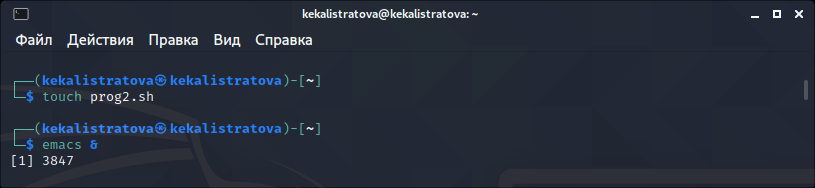 kekalistratova@kekalistratova: ~
Файл Действия Правка Вид Справка
┌──(kekalistratova㉿kekalistratova)-[~]
└─$ touch prog2.sh
┌──(kekalistratova㉿kekalistratova)-[~]
└─$ emacs &
[1] 3847